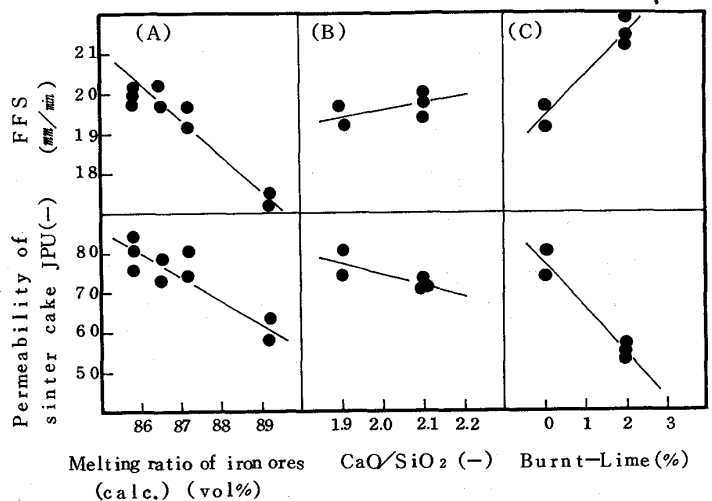 (A) (B) (C)
FFS
(mm/min)
21
20
19
18
Permeability of
sinter cake JPU(-)
80
70
60
50
86 87 88 89
1.9 2.0 2.1 2.2
0 1 2 3
Melting ratio of iron ores
(calc.) (vol%)
CaO/SiO2 (-)
Burnt-Lime(%)